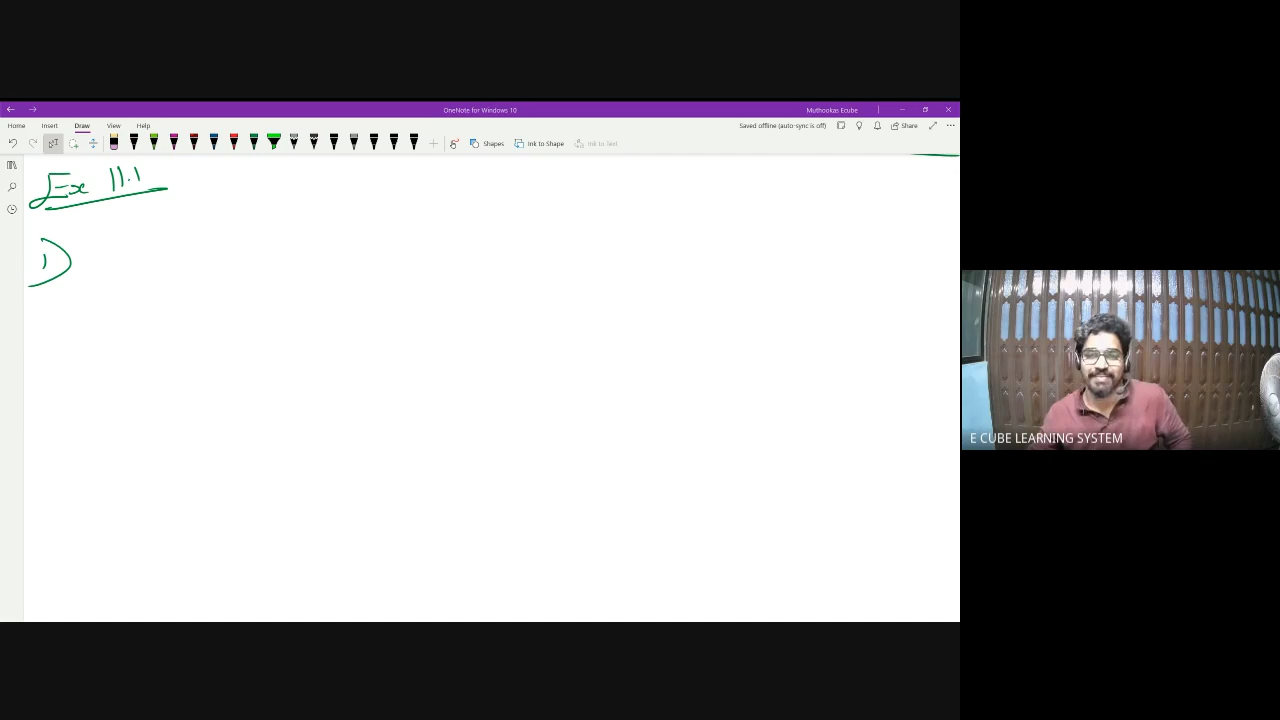 OneNote for Windows 10
Muthookas Ecube
Home Insert Draw View Help
Saved offline (auto-sync is off)
Share
Shapes
Ink to Shape
Ink to Text
Ex 11.1
1)
E CUBE LEARNING SYSTEM